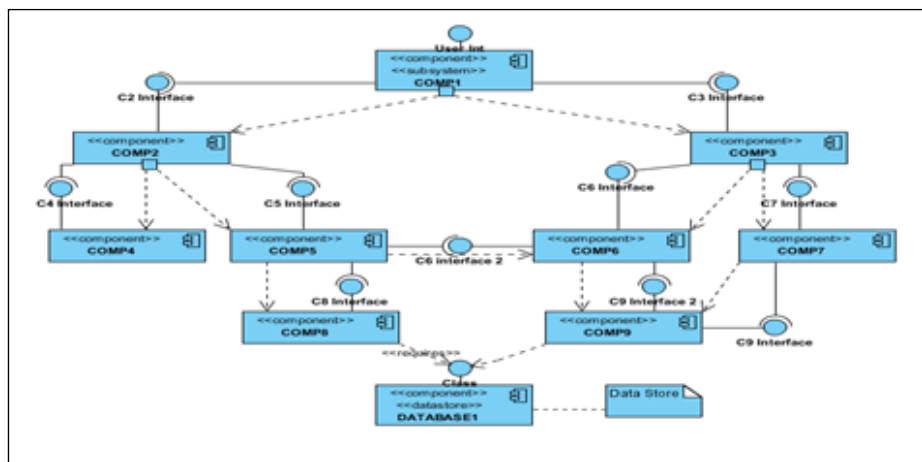 User Int
<<component>>
<<subsystem>>
COMP1
C2 Interface
C3 Interface
<<component>>
COMP2
<<component>>
COMP3
C4 Interface
C5 Interface
C6 Interface
C7 Interface
<<component>>
COMP4
<<component>>
COMP5
C6 Interface 2
<<component>>
COMP6
<<component>>
COMP7
C8 Interface
C9 Interface 2
<<component>>
COMP8
<<component>>
COMP9
C9 Interface
<<requires>>
Class
<<component>>
<<datastore>>
DATABASE1
Data Store